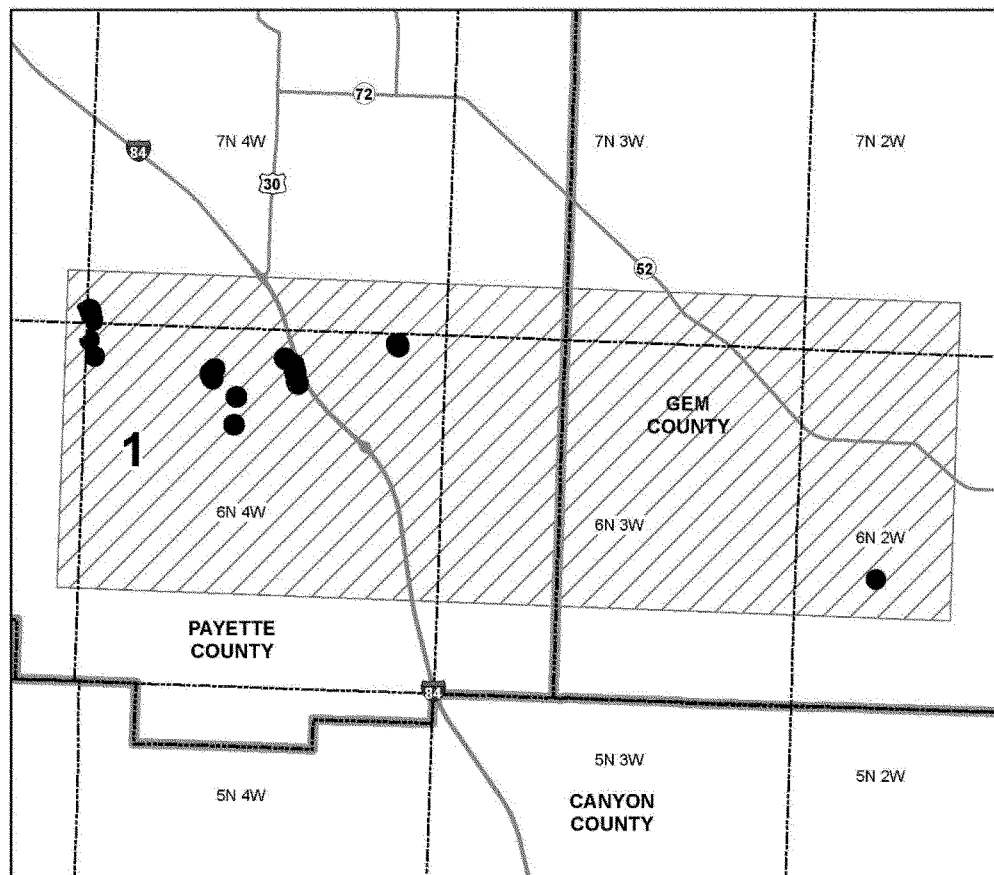 72
7N 4W
7N 3W
7N 2W
84
30
52
GEM
COUNTY
1
6N 4W
6N 3W
6N 2W
PAYETTE
COUNTY
84
5N 3W
5N 2W
5N 4W
CANYON
COUNTY